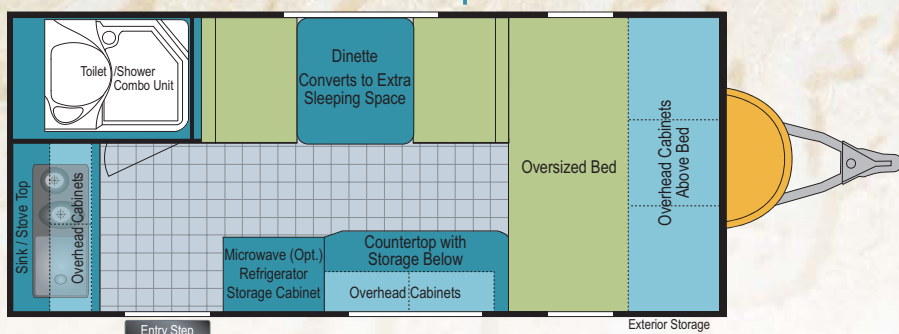 Toilet /Shower
Combo Unit
Dinette
Converts to Extra
Sleeping Space
Oversized Bed
Overhead Cabinets
Above Bed
Sink / Stove Top
Overhead Cabinets
Microwave (Opt.)
Refrigerator
Storage Cabinet
Countertop with
Storage Below
Overhead Cabinets
Entry Step
Exterior Storage